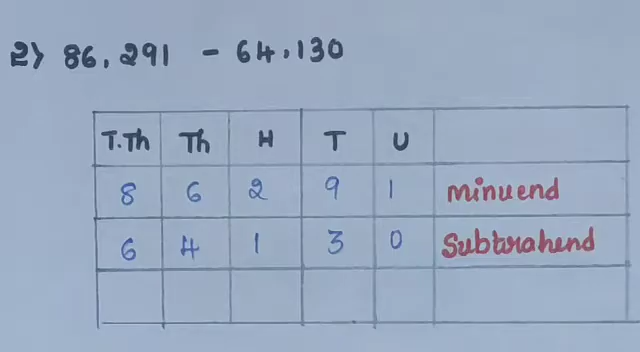 2) 86,291 - 64,130
T.Th Th H T U
8 6 2 9 1 minuend
6 4 1 3 0 Subtrahend